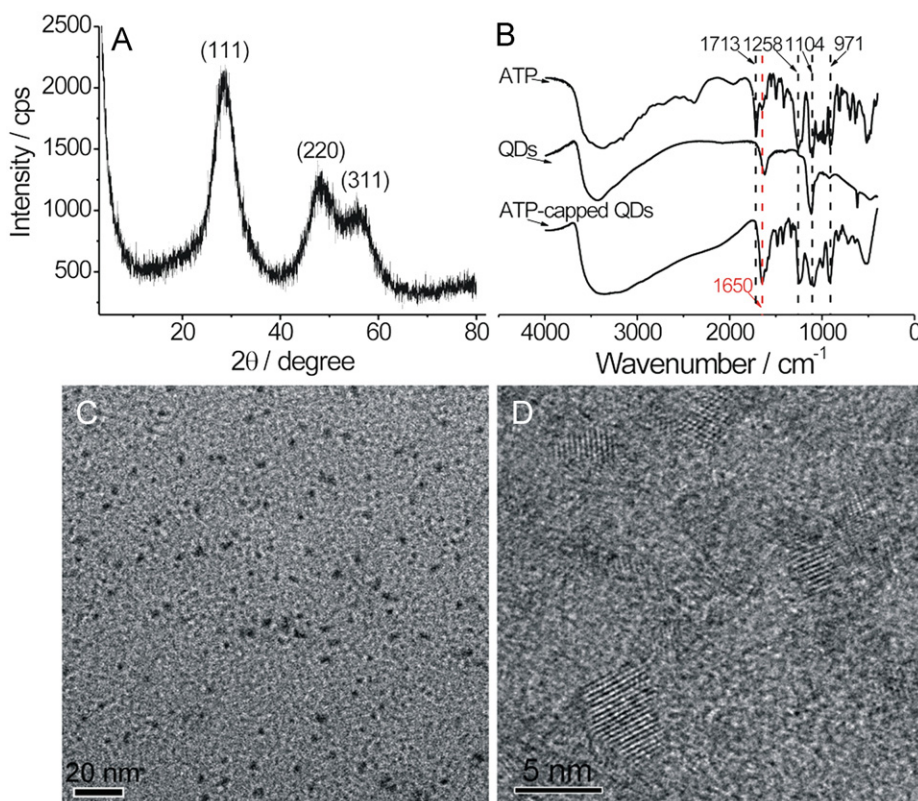 A
Intensity / cps
2500
2000
1500
1000
500
(111)
(220)
(311)
20 40 60 80
2θ / degree
B
1713 1258 1104 971
ATP
QDs
ATP-capped QDs
1650
4000 3000 2000 1000 0
Wavenumber / cm⁻¹
C
20 nm
D
5 nm